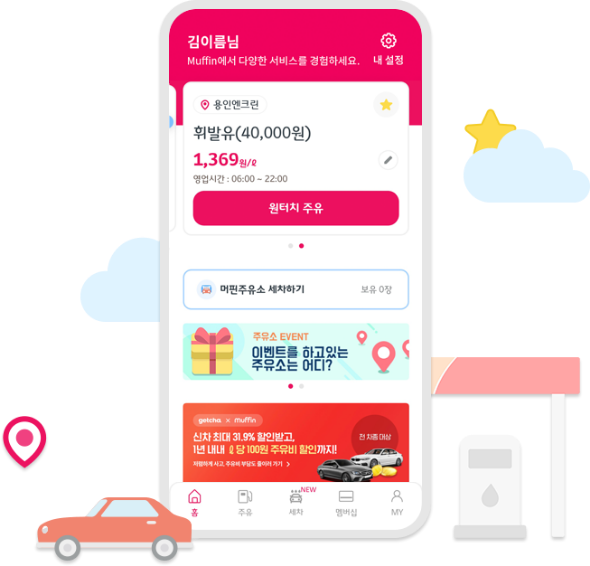 김이름님
Muffin에서 다양한 서비스를 경험하세요.
내 설정
용인엔크린
휘발유(40,000원)
1,369원/ℓ
영업시간 : 06:00 ~ 22:00
원터치 주유
머핀주유소 세차하기
보유 0장
주유소 EVENT
이벤트를 하고있는
주유소는 어디?
getcha × muffin
신차 최대 31.9% 할인받고,
1년 내내 ℓ당 100원 주유비 할인까지!
저렴하게 사고, 주유비 부담도 줄이러 가기 >
전 차종 대상
홈
주유
NEW
세차
멤버십
MY